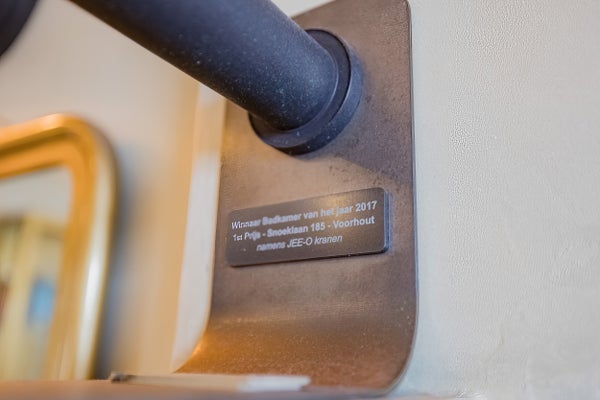 Winnaar Badkamer van het jaar 2017
1st Prijs - Snoeklaan 185 - Voorhout
namens JEE-O kranen